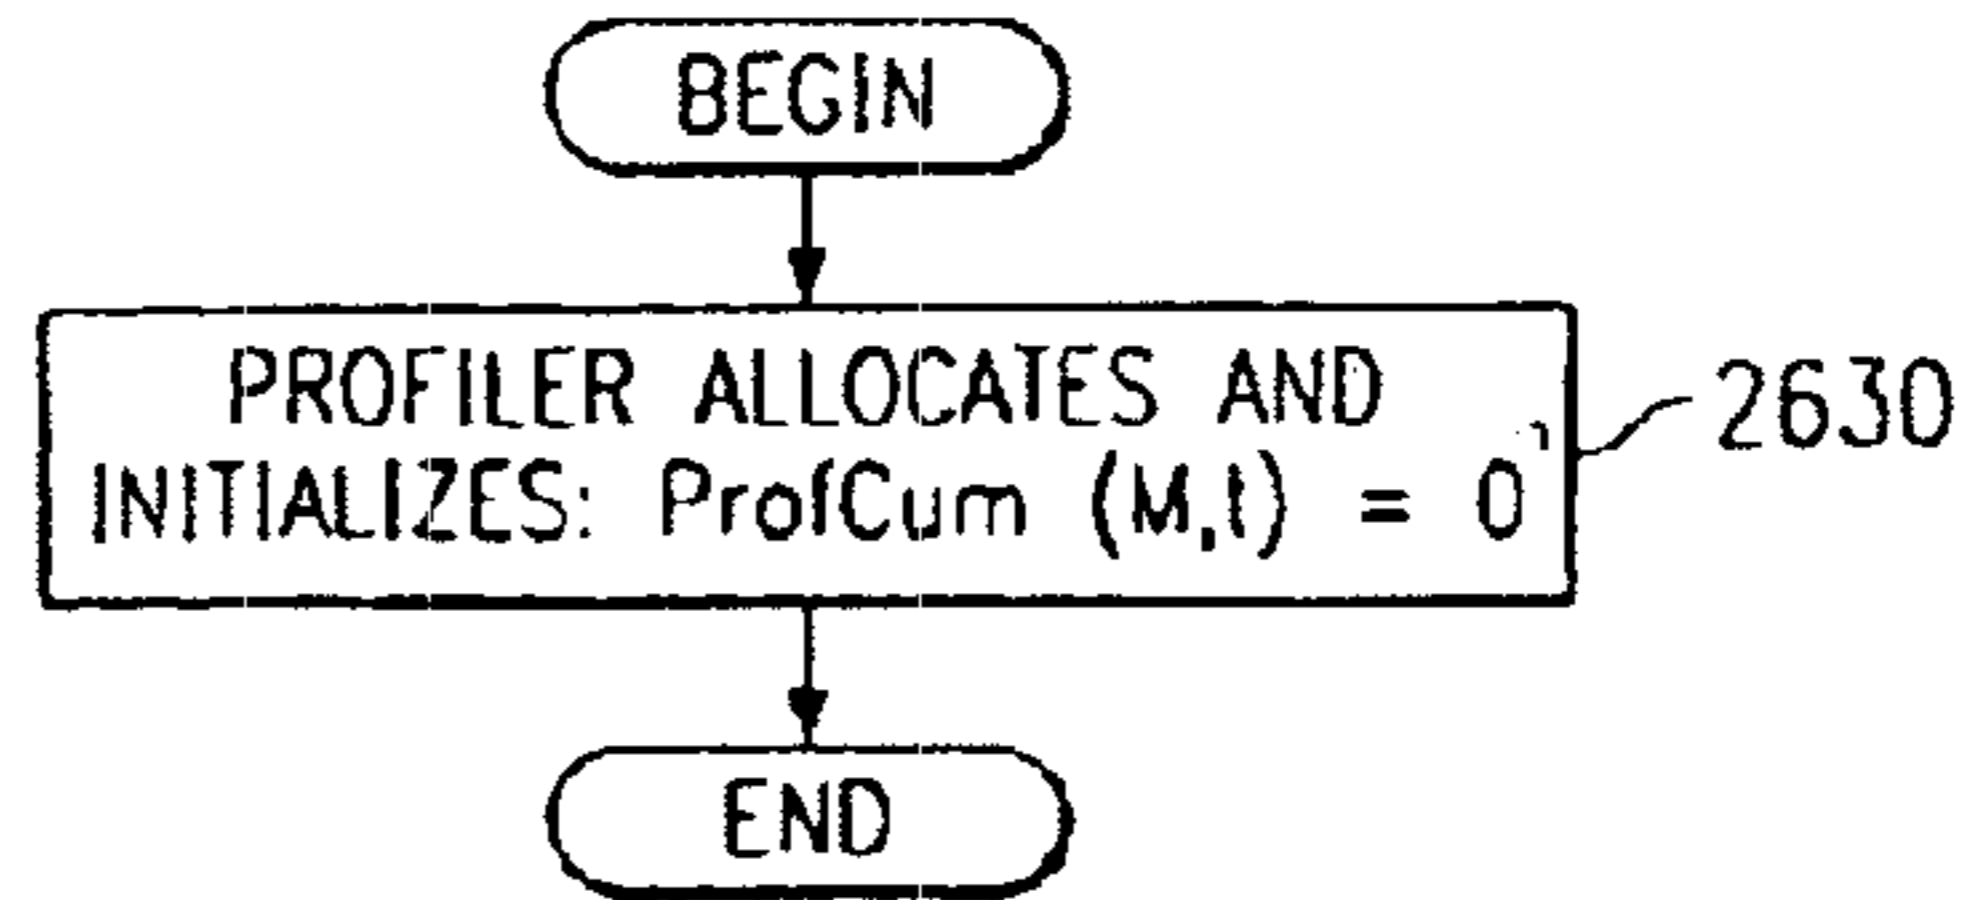 BEGIN
PROFILER ALLOCATES AND
INITIALIZES: ProfCum (M,t) = 0
2630
END